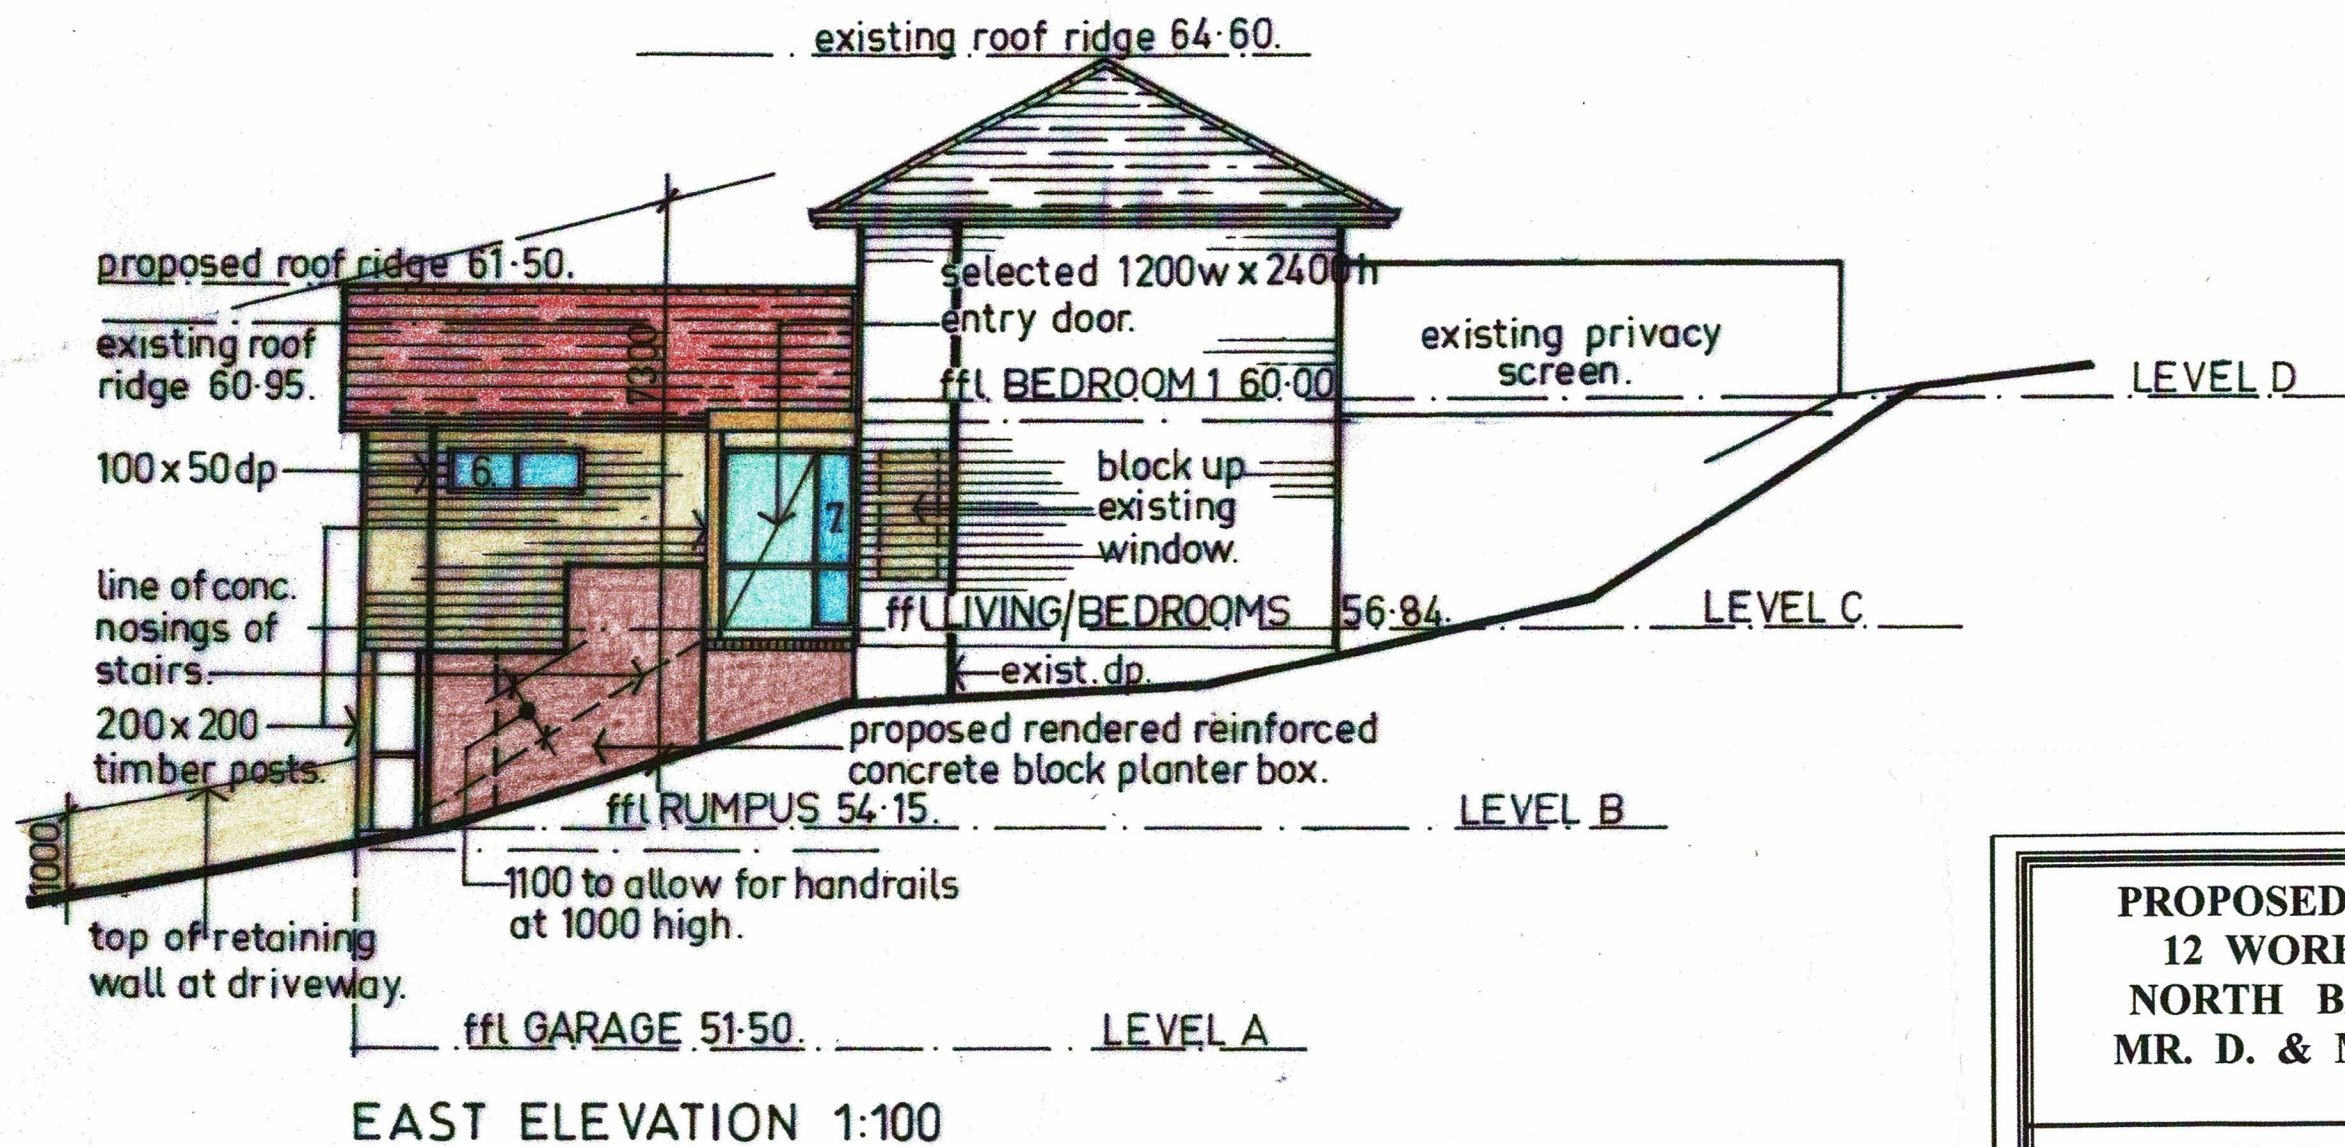 existing roof ridge 64·60.
proposed roof ridge 61·50.
existing roof
ridge 60·95.
7390
selected 1200w x 2400h
entry door.
existing privacy
screen.
ffl BEDROOM 1 60·00
LEVEL D
100 x 50 dp
6.
7
block up
existing
window.
line of conc.
nosings of
stairs.
ffl LIVING/BEDROOMS 56·84.
LEVEL C
exist. dp.
200 x 200
timber posts.
proposed rendered reinforced
concrete block planter box.
ffl RUMPUS 54·15.
LEVEL B
1000
1100 to allow for handrails
at 1000 high.
top of retaining
wall at driveway.
ffl GARAGE 51·50.
LEVEL A
EAST ELEVATION 1:100
PROPOSED
12 WOR
NORTH B
MR. D. &